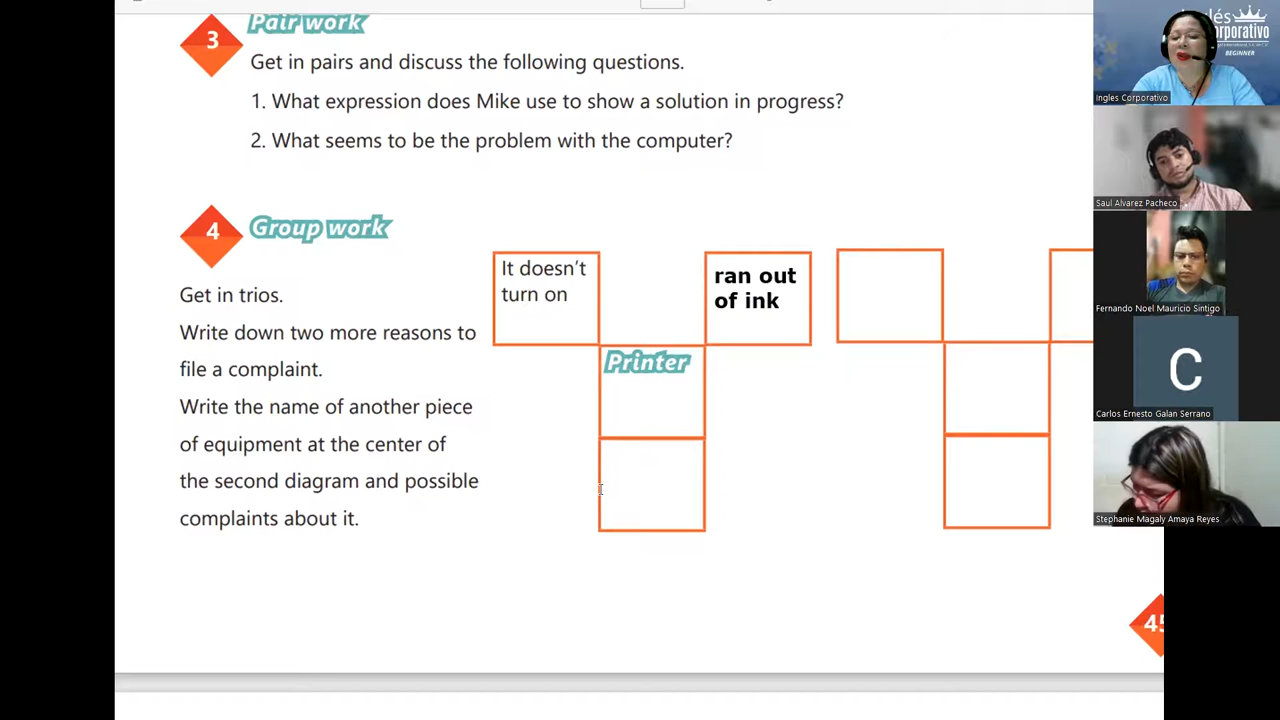 3
Pair work
Get in pairs and discuss the following questions.
1. What expression does Mike use to show a solution in progress?
2. What seems to be the problem with the computer?
4
Group work
Get in trios.
Write down two more reasons to
file a complaint.
Write the name of another piece
of equipment at the center of
the second diagram and possible
complaints about it.
It doesn't
turn on
ran out
of ink
Printer
45
BEGINNER
Ingles Corporativo
Saul Alvarez Pacheco
Fernando Noel Mauricio Sintigo
C
Carlos Ernesto Galan Serrano
Stephanie Magaly Amaya Reyes